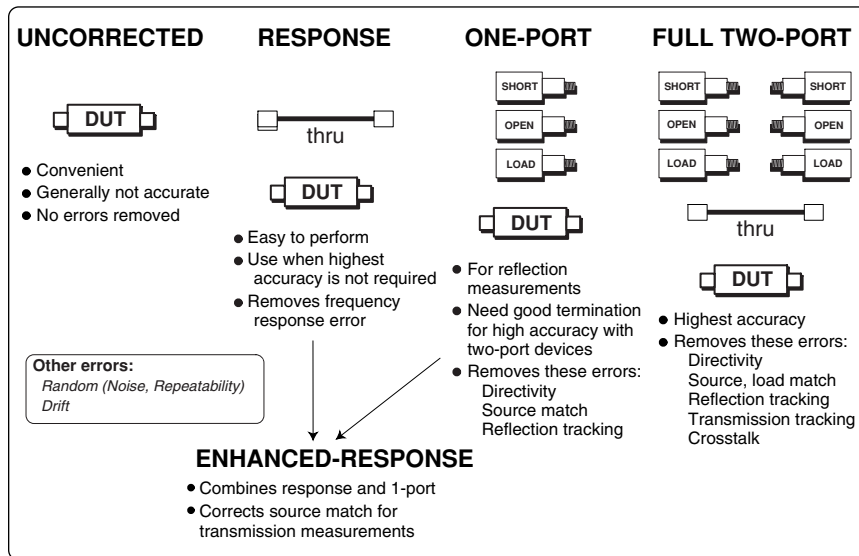 UNCORRECTED
DUT
● Convenient
● Generally not accurate
● No errors removed
Other errors:
Random (Noise, Repeatability)
Drift
RESPONSE
thru
DUT
● Easy to perform
● Use when highest
accuracy is not required
● Removes frequency
response error
ONE-PORT
SHORT
OPEN
LOAD
DUT
● For reflection
measurements
● Need good termination
for high accuracy with
two-port devices
● Removes these errors:
Directivity
Source match
Reflection tracking
FULL TWO-PORT
SHORT SHORT
OPEN OPEN
LOAD LOAD
thru
DUT
● Highest accuracy
● Removes these errors:
Directivity
Source, load match
Reflection tracking
Transmission tracking
Crosstalk
ENHANCED-RESPONSE
● Combines response and 1-port
● Corrects source match for
transmission measurements